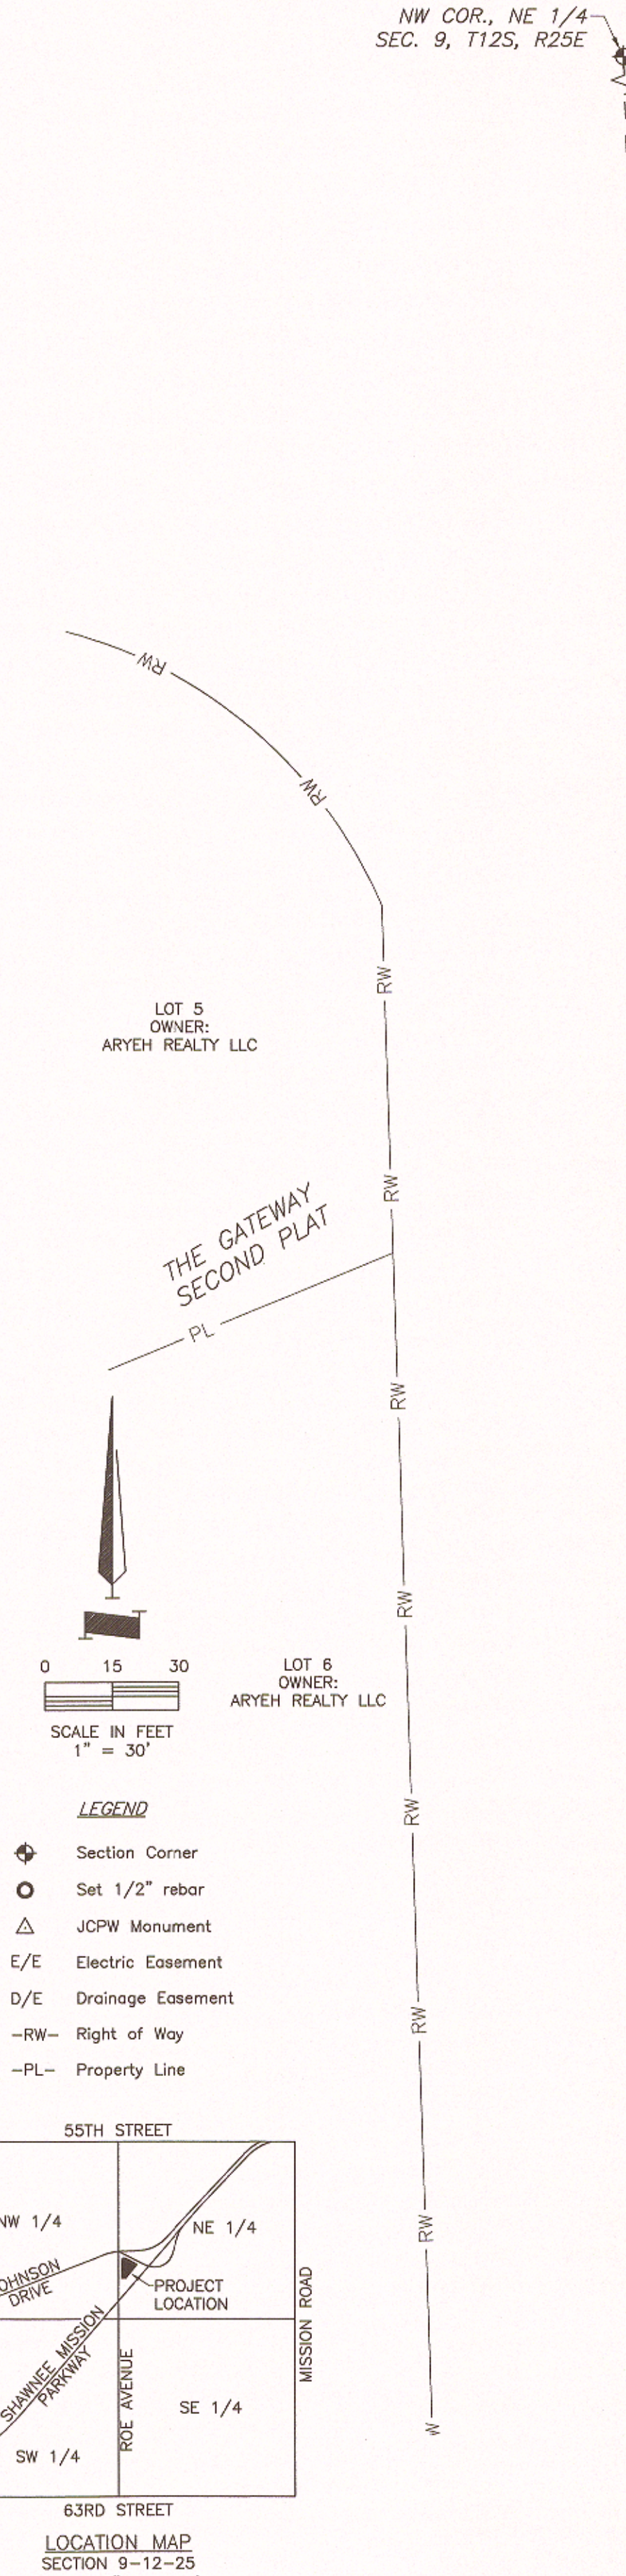 NW COR., NE 1/4
SEC. 9, T12S, R25E
RW
RW
RW
LOT 5
OWNER:
ARYEH REALTY LLC
RW
THE GATEWAY
SECOND PLAT
PL
RW
RW
0 15 30
SCALE IN FEET
1" = 30'
LOT 6
OWNER:
ARYEH REALTY LLC
RW
LEGEND
Section Corner
Set 1/2" rebar
JCPW Monument
E/E Electric Easement
D/E Drainage Easement
-RW- Right of Way
-PL- Property Line
RW
55TH STREET
NW 1/4
NE 1/4
RW
OHNSON
DRIVE
PROJECT
LOCATION
MISSION ROAD
SHAWNEE MISSION
PARKWAY
ROE AVENUE
SE 1/4
SW 1/4
W
63RD STREET
LOCATION MAP
SECTION 9-12-25